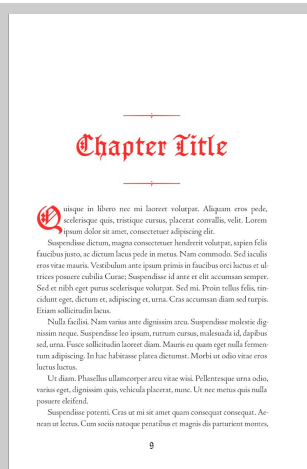 Chapter Title
Quisque in libero nec mi laoreet volutpat. Aliquam eros pede,
scelerisque quis, tristique cursus, placerat convallis, velit. Lorem
ipsum dolor sit amet, consectetuer adipiscing elit.
Suspendisse dictum, magna consectetuer hendrerit volutpat, sapien felis
faucibus justo, ac dictum lacus pede in metus. Nam commodo. Sed iaculis
eros vitae mauris. Vestibulum ante ipsum primis in faucibus orci luctus et ul-
trices posuere cubilia Curae; Suspendisse id ante et elit accumsan semper.
Sed et nibh eget purus scelerisque volutpat. Sed mi. Proin tellus felis, tin-
cidunt eget, dictum et, adipiscing et, urna. Cras accumsan diam sed turpis.
Etiam sollicitudin lacus.
Nulla facilisi. Nam varius ante dignissim arcu. Suspendisse molestie dig-
nissim neque. Suspendisse leo ipsum, rutrum cursus, malesuada id, dapibus
sed, urna. Fusce sollicitudin laoreet diam. Mauris eu quam eget nulla fermen-
tum adipiscing. In hac habitasse platea dictumst. Morbi ut odio vitae eros
luctus luctus.
Ut diam. Phasellus ullamcorper arcu vitae wisi. Pellentesque urna odio,
varius eget, dignissim quis, vehicula placerat, nunc. Ut nec metus quis nulla
posuere eleifend.
Suspendisse potenti. Cras ut mi sit amet quam consequat consequat. Ae-
nean ut lectus. Cum sociis natoque penatibus et magnis dis parturient montes,
9